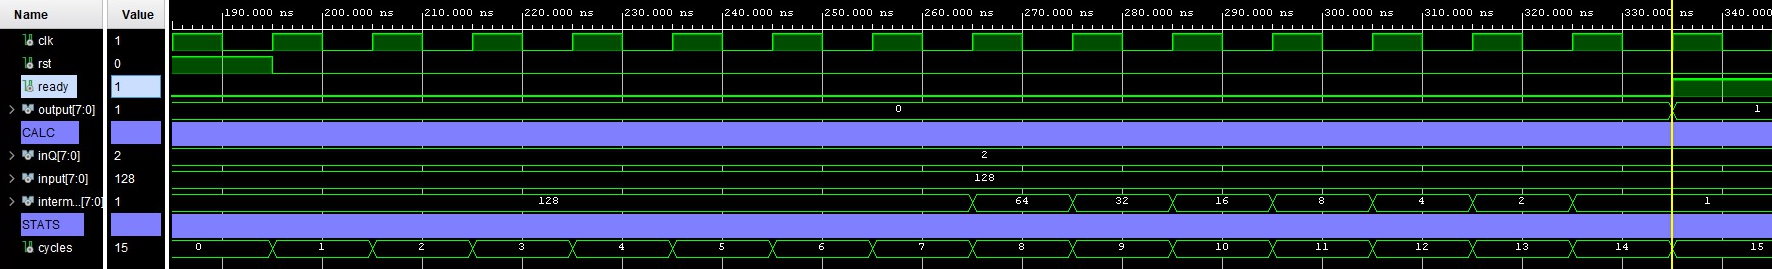 Name Value 190.000 ns 200.000 ns 210.000 ns 220.000 ns 230.000 ns 240.000 ns 250.000 ns 260.000 ns 270.000 ns 280.000 ns 290.000 ns 300.000 ns 310.000 ns 320.000 ns 330.000 ns 340.000
clk 1
rst 0
ready 1
output[7:0] 1 0 1
CALC
inQ[7:0] 2 2
input[7:0] 128 128
interm...[7:0] 1 128 64 32 16 8 4 2 1
STATS
cycles 15 0 1 2 3 4 5 6 7 8 9 10 11 12 13 14 15